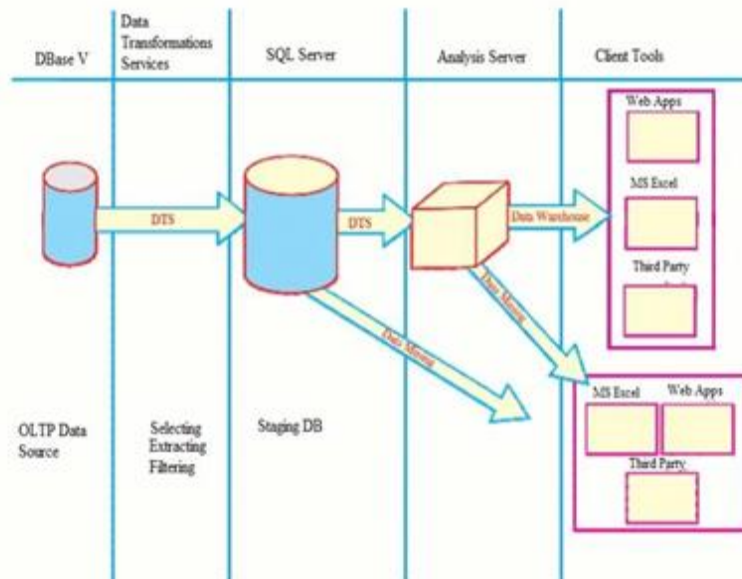 DBase V
Data
Transformations
Services
SQL Server
Analysis Server
Client Tools
Web Apps
MS Excel
Third Party
DTS
DTS
Data Warehouse
Data Mining
Data Mining
MS Excel
Web Apps
Third Party
OLTP Data
Source
Selecting
Extracting
Filtering
Staging DB